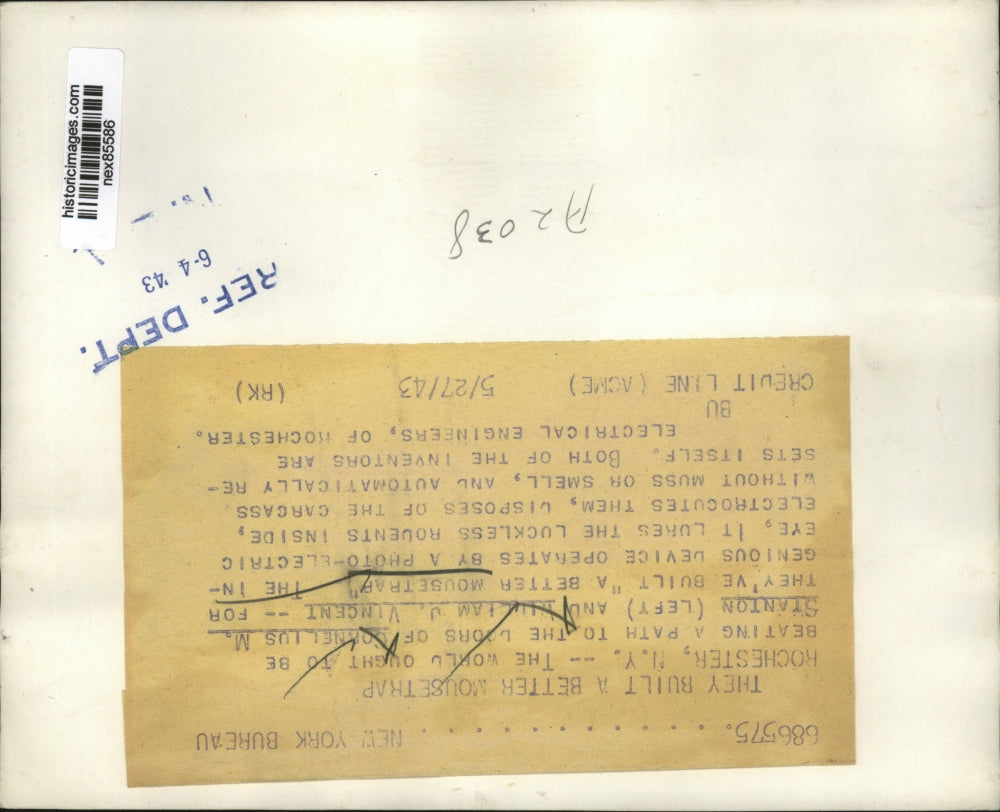 historicimages.com
nex85586
REF. DEPT.
6-4-'43
A2038
686575. . . . . . . . . . . . . NEW YORK BUREAU
THEY BUILT A BETTER MOUSETRAP
ROCHESTER, N.Y. -- THE WORLD OUGHT TO BE
BEATING A PATH TO THE DOORS OF CORNELIUS M.
STANTON (LEFT) AND WILLIAM J. VINCENT -- FOR
THEY'VE BUILT "A BETTER MOUSETRAP" THE IN-
GENIOUS DEVICE OPERATES BY A PHOTO-ELECTRIC
EYE, IT LURES THE LUCKLESS RODENTS INSIDE,
ELECTROCUTES THEM, DISPOSES OF THE CARCASS
WITHOUT MUSS OR SMELL, AND AUTOMATICALLY RE-
SETS ITSELF. BOTH OF THE INVENTORS ARE
ELECTRICAL ENGINEERS, OF ROCHESTER.
BU
CREDIT LINE (ACME) 5/27/43 (RK)